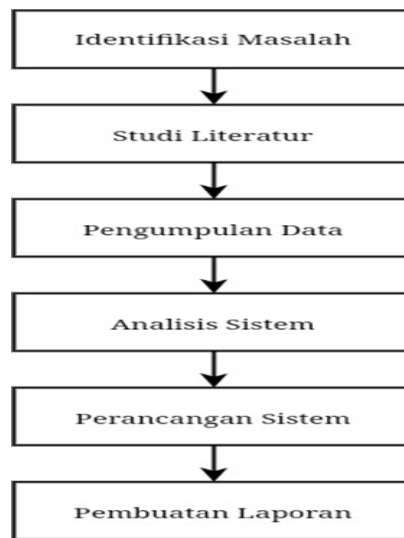 Identifikasi Masalah
Studi Literatur
Pengumpulan Data
Analisis Sistem
Perancangan Sistem
Pembuatan Laporan